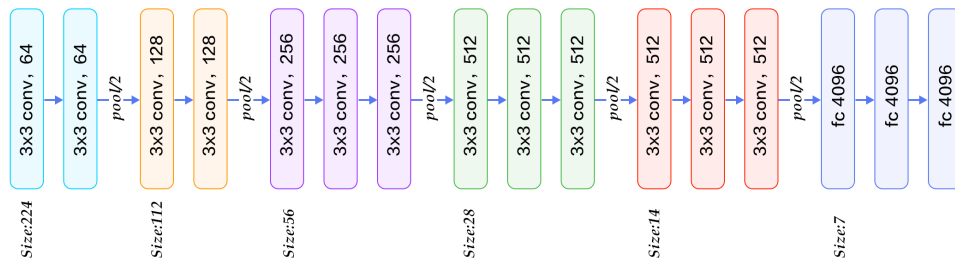 3x3 conv, 64
3x3 conv, 64
pool/2
3x3 conv, 128
3x3 conv, 128
pool/2
3x3 conv, 256
3x3 conv, 256
3x3 conv, 256
pool/2
3x3 conv, 512
3x3 conv, 512
3x3 conv, 512
pool/2
3x3 conv, 512
3x3 conv, 512
3x3 conv, 512
pool/2
fc 4096
fc 4096
fc 4096
Size:224
Size:112
Size:56
Size:28
Size:14
Size:7